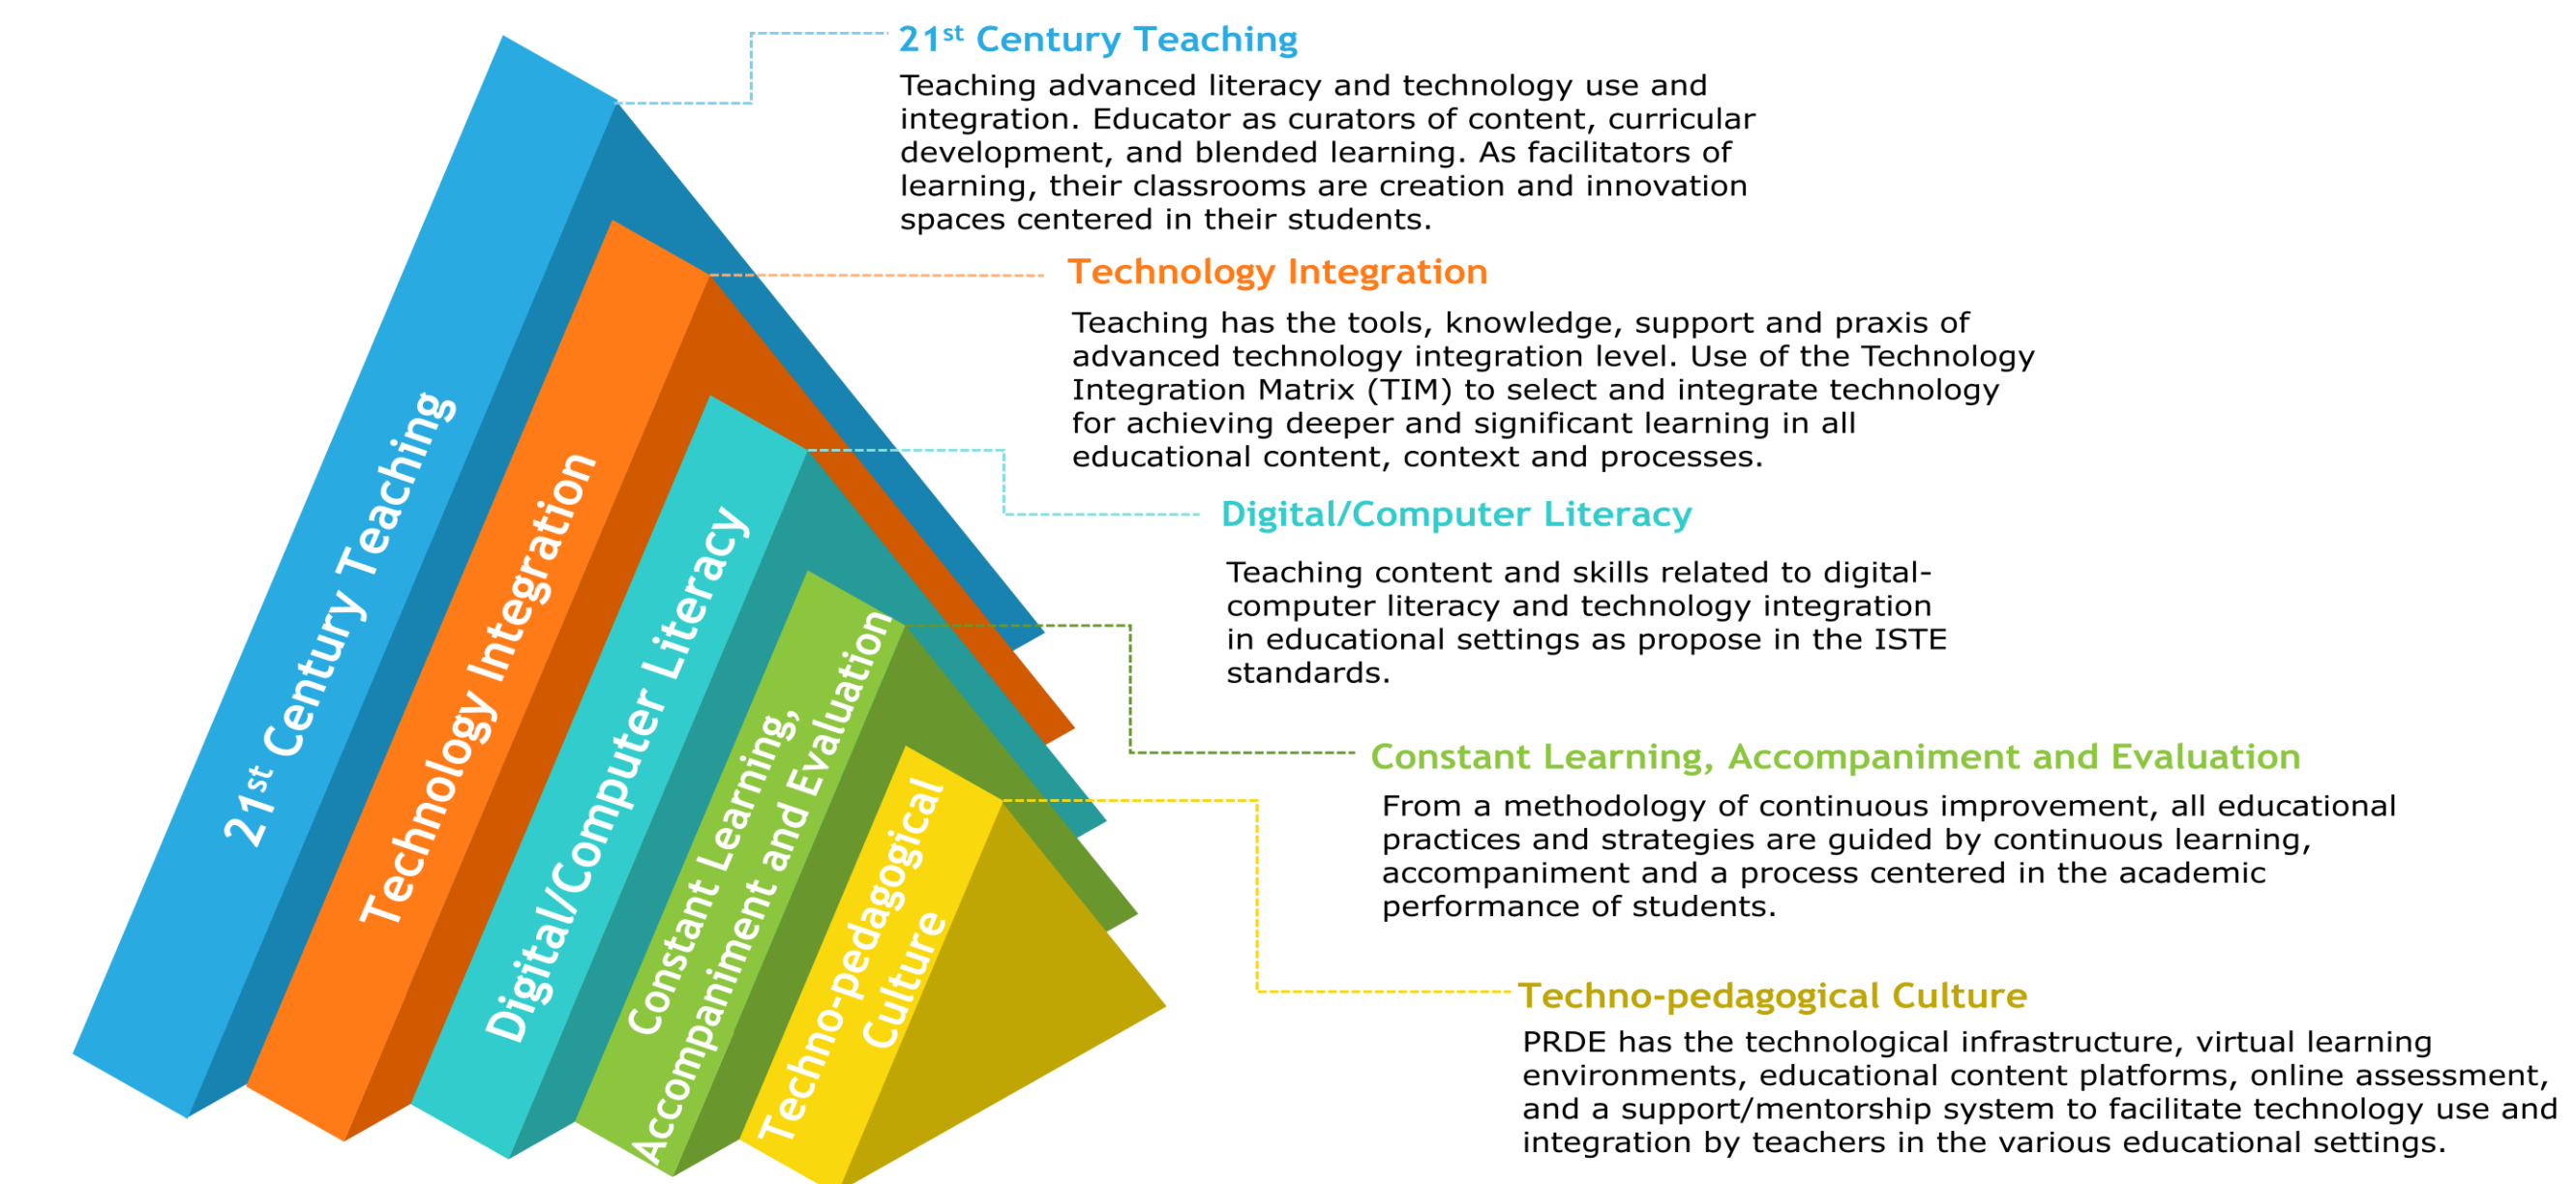 21st Century Teaching
Teaching advanced literacy and technology use and
integration. Educator as curators of content, curricular
development, and blended learning. As facilitators of
learning, their classrooms are creation and innovation
spaces centered in their students.
Technology Integration
Teaching has the tools, knowledge, support and praxis of
advanced technology integration level. Use of the Technology
Integration Matrix (TIM) to select and integrate technology
for achieving deeper and significant learning in all
educational content, context and processes.
Digital/Computer Literacy
Teaching content and skills related to digital-
computer literacy and technology integration
in educational settings as propose in the ISTE
standards.
Constant Learning, Accompaniment and Evaluation
From a methodology of continuous improvement, all educational
practices and strategies are guided by continuous learning,
accompaniment and a process centered in the academic
performance of students.
Techno-pedagogical Culture
PRDE has the technological infrastructure, virtual learning
environments, educational content platforms, online assessment,
and a support/mentorship system to facilitate technology use and
integration by teachers in the various educational settings.
21st Century Teaching
Technology Integration
Digital/Computer Literacy
Constant Learning,
Accompaniment and Evaluation
Techno-pedagogical
Culture